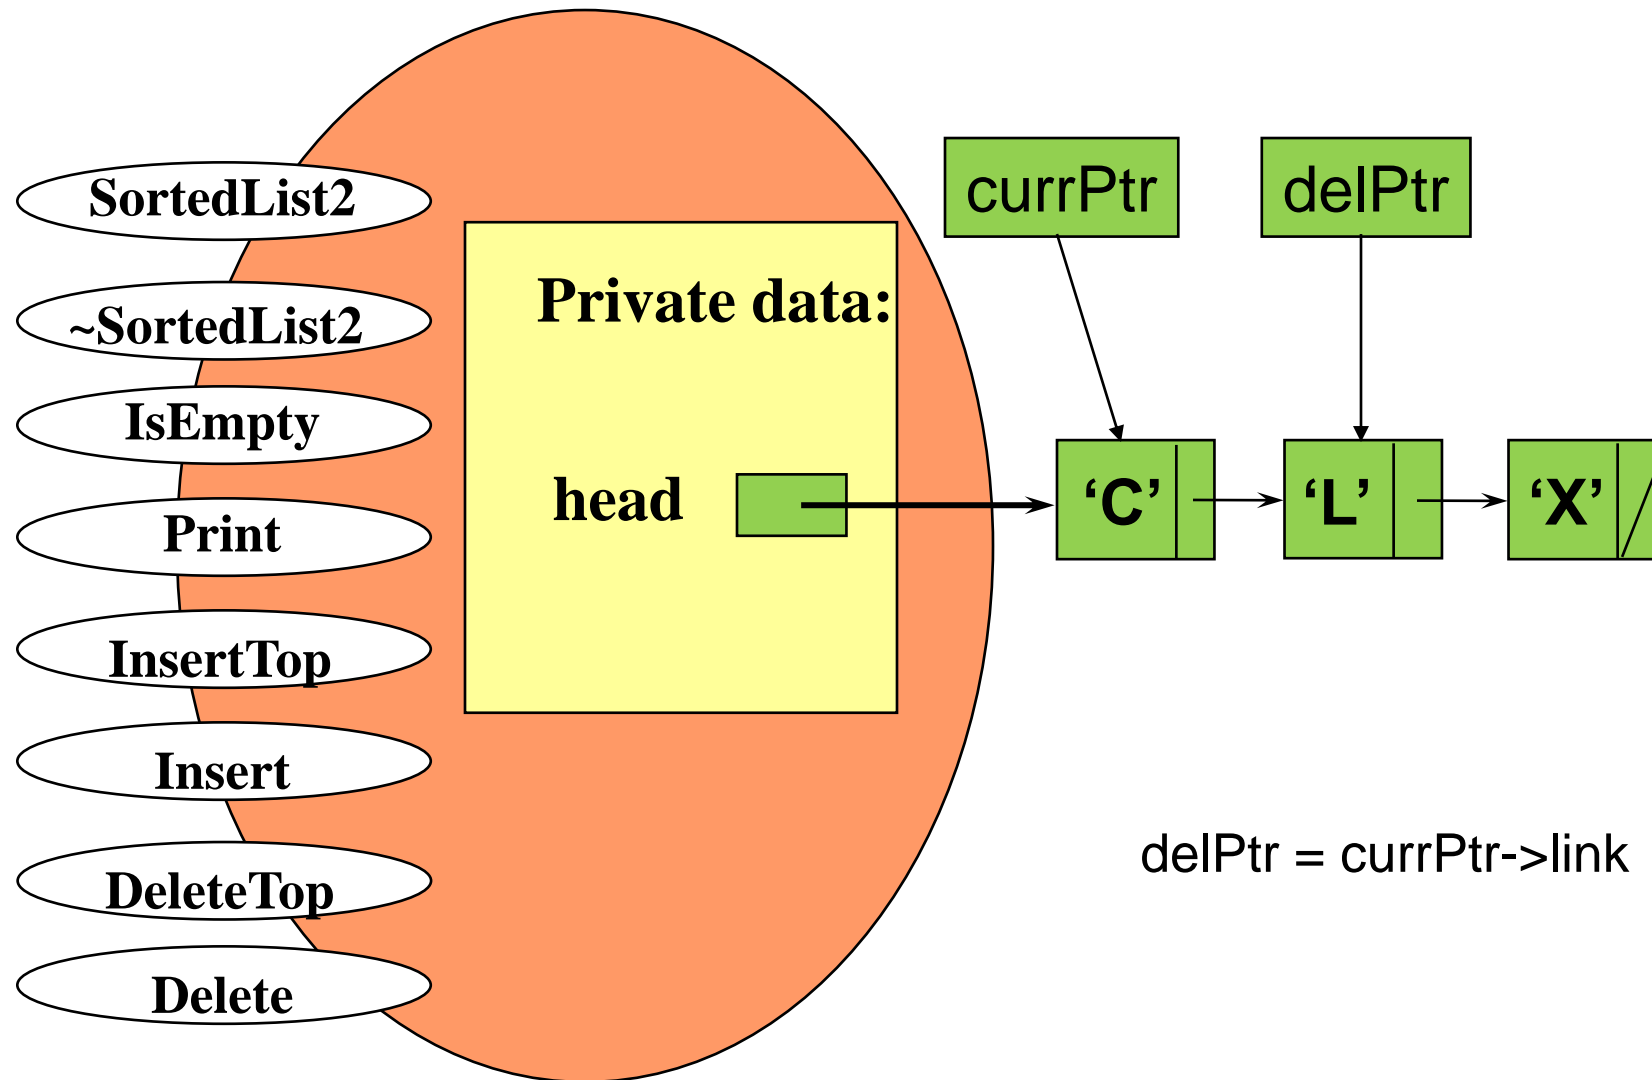 SortedList2
~SortedList2
IsEmpty
Print
InsertTop
Insert
DeleteTop
Delete
Private data:
head
currPtr
delPtr
‘C’
‘L’
‘X’
delPtr = currPtr->link